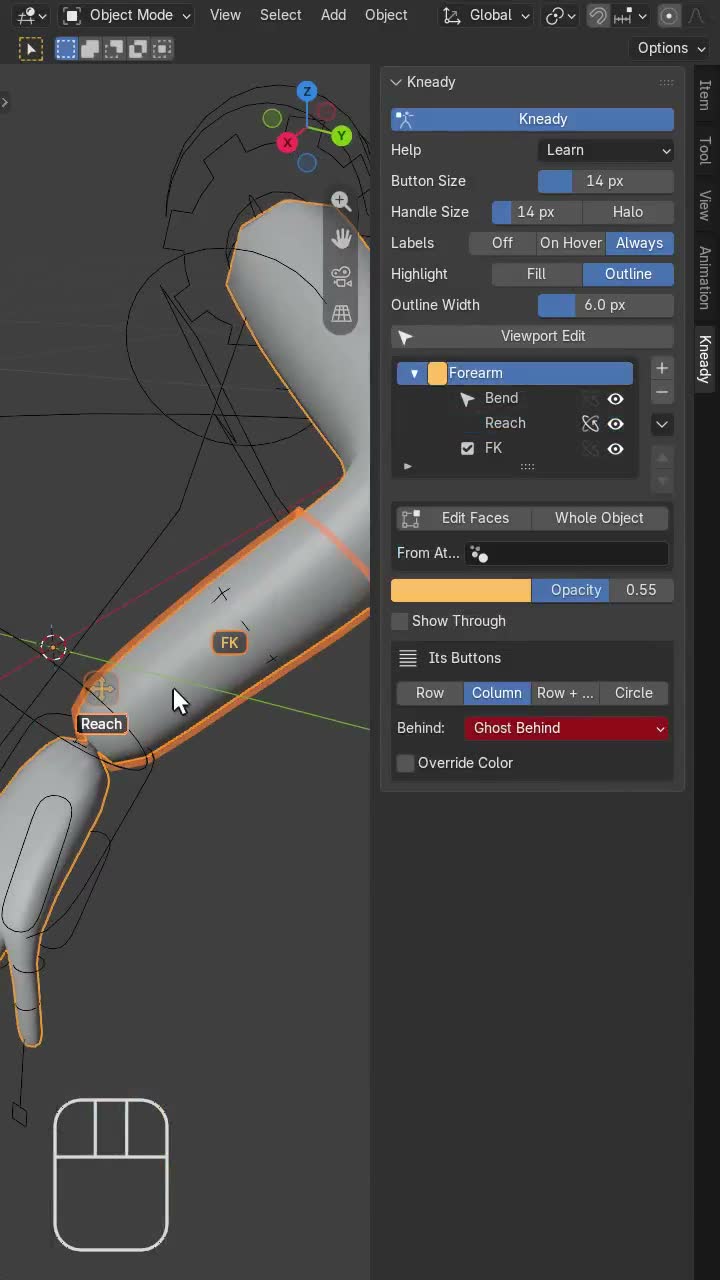 Object Mode View Select Add Object Global
Options
Kneady
Kneady
Help Learn
Button Size 14 px
Handle Size 14 px Halo
Labels Off On Hover Always
Highlight Fill Outline
Outline Width 6.0 px
Viewport Edit
Forearm
Bend
Reach
FK
Edit Faces Whole Object
From At...
Opacity 0.55
Show Through
Its Buttons
Row Column Row + ... Circle
Behind: Ghost Behind
Override Color
Item
Tool
View
Animation
Kneady
Z
Y
X
FK
Reach